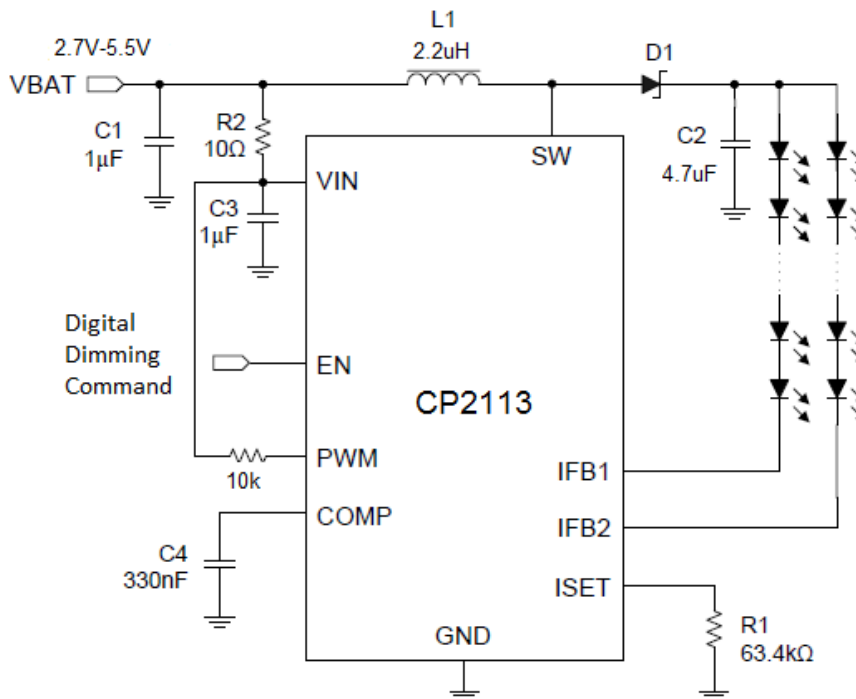 L1
2.7V-5.5V
2.2uH
D1
VBAT
C1
1μF
R2
10Ω
SW
C2
4.7uF
VIN
C3
1μF
Digital
Dimming
Command
EN
CP2113
PWM
10k
IFB1
COMP
IFB2
C4
330nF
ISET
R1
63.4kΩ
GND